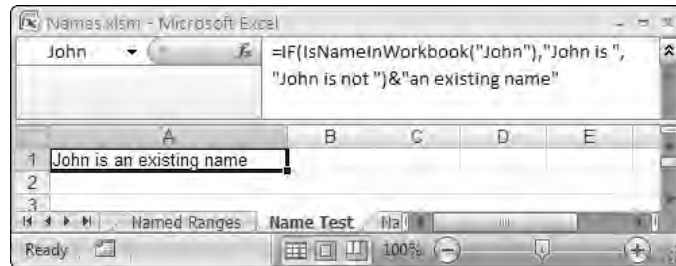 Names.xlsm - Microsoft Excel
John
fx
=IF(IsNameInWorkbook("John"),"John is ",
"John is not ")&"an existing name"
A B C D E
1 John is an existing name
2
3
Named Ranges Name Test Na
Ready 100%